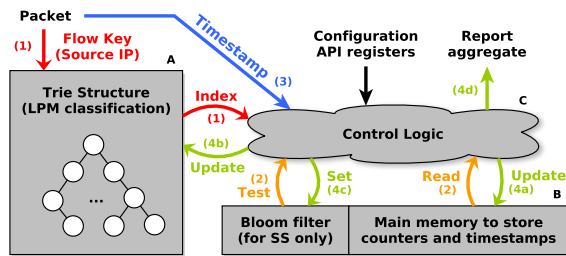 Packet
(1)
Flow Key
(Source IP)
A
Trie Structure
(LPM classification)
...
Timestamp
(3)
Index
(1)
(4b)
Update
Configuration
API registers
Report
aggregate
(4d)
C
Control Logic
(2)
Test
Set
(4c)
Read
(2)
Update
(4a)
B
Bloom filter
(for SS only)
Main memory to store
counters and timestamps